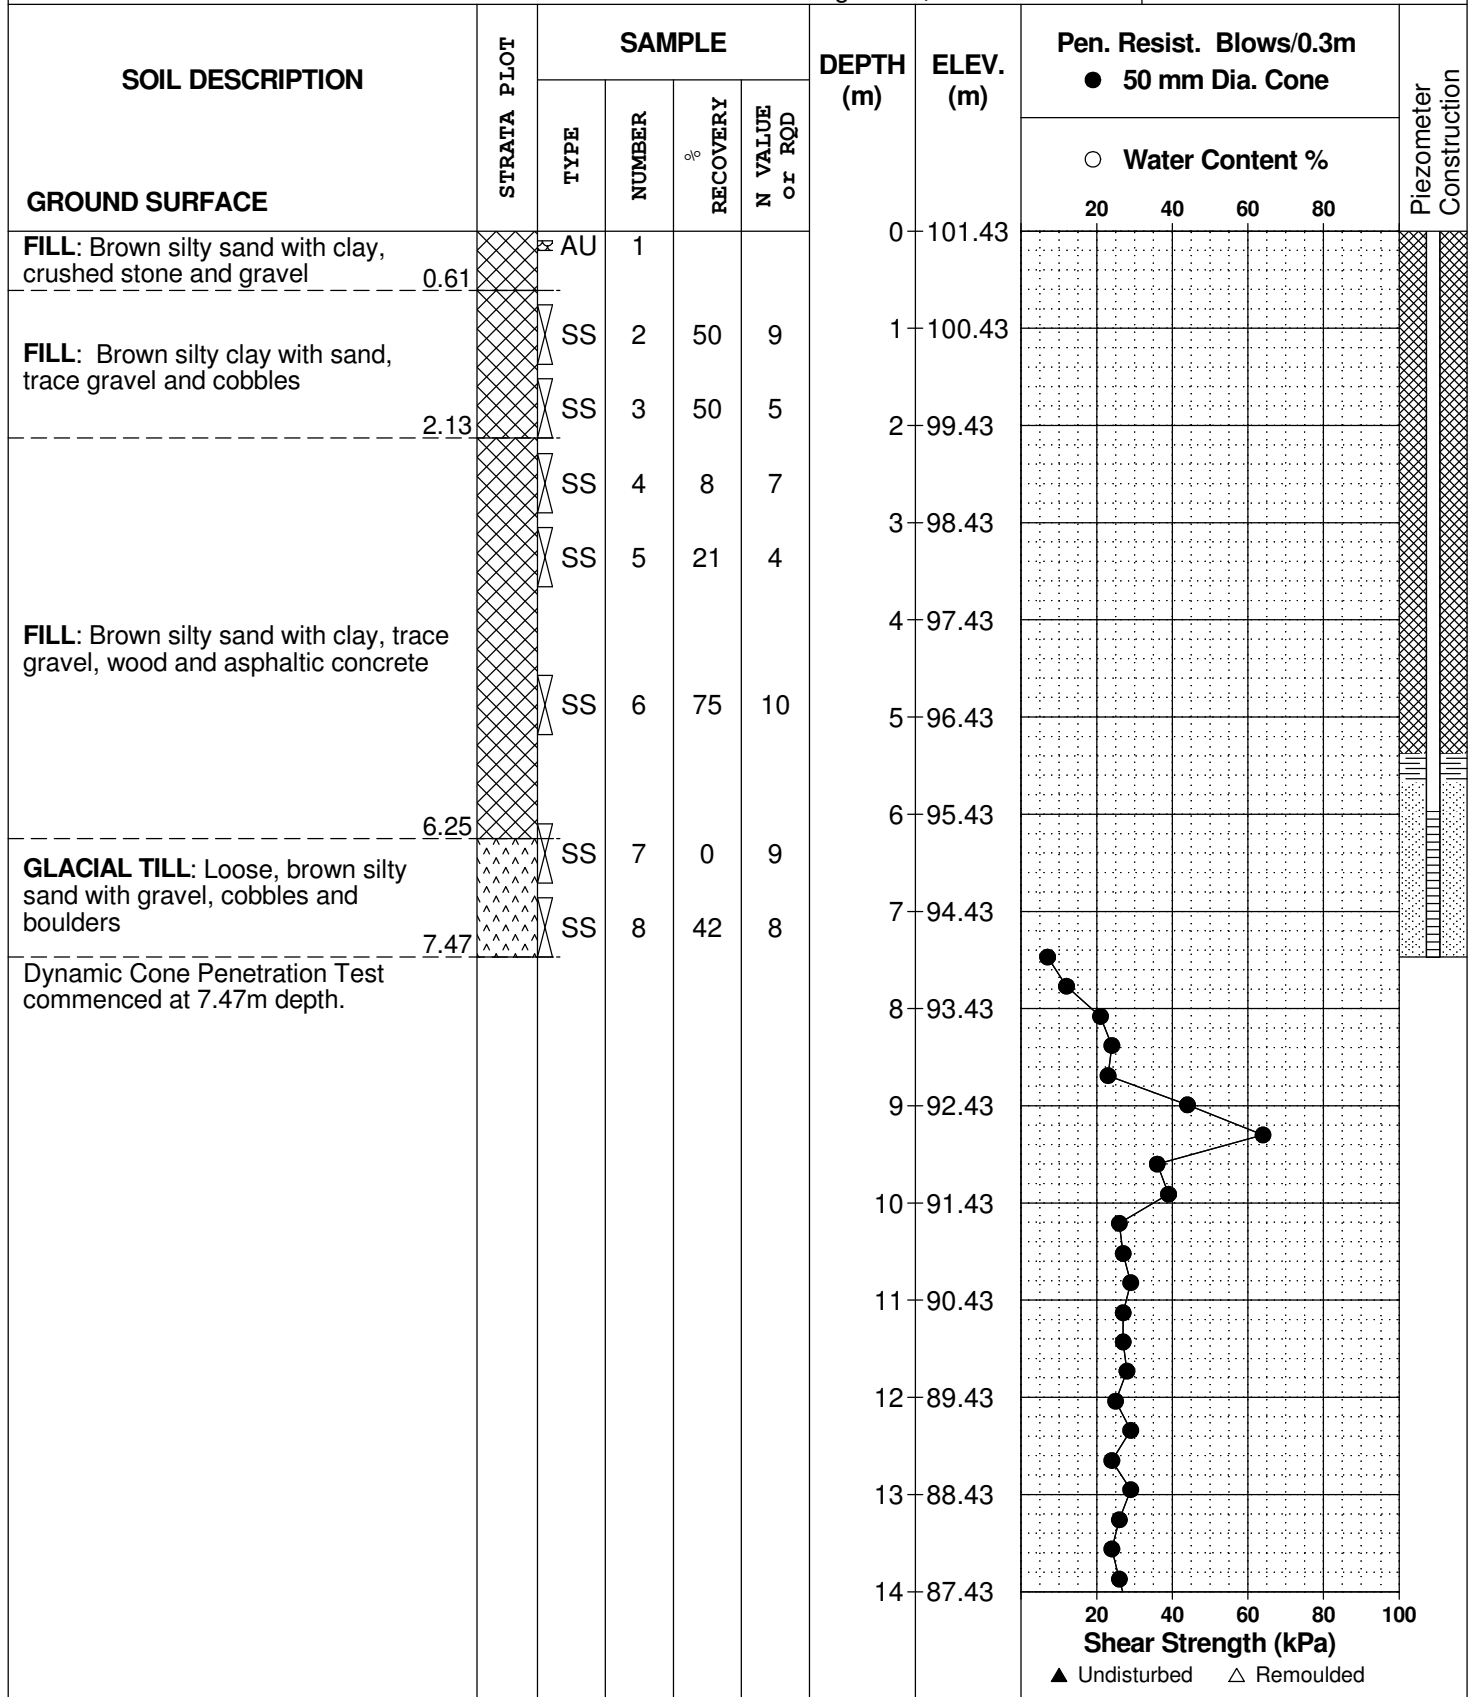 SOIL DESCRIPTION
GROUND SURFACE
STRATA PLOT
SAMPLE
TYPE
NUMBER
% RECOVERY
N VALUE or RQD
DEPTH (m)
ELEV. (m)
Pen. Resist. Blows/0.3m
● 50 mm Dia. Cone
○ Water Content %
20 40 60 80
Piezometer Construction
FILL: Brown silty sand with clay,
crushed stone and gravel 0.61
AU 1
0 101.43
FILL: Brown silty clay with sand,
trace gravel and cobbles
2.13
SS 2 50 9
1 100.43
SS 3 50 5
2 99.43
SS 4 8 7
3 98.43
SS 5 21 4
4 97.43
FILL: Brown silty sand with clay, trace
gravel, wood and asphaltic concrete
SS 6 75 10
5 96.43
6.25
6 95.43
GLACIAL TILL: Loose, brown silty
sand with gravel, cobbles and
boulders
7.47
SS 7 0 9
7 94.43
SS 8 42 8
Dynamic Cone Penetration Test
commenced at 7.47m depth.
8 93.43
9 92.43
10 91.43
11 90.43
12 89.43
13 88.43
14 87.43
20 40 60 80 100
Shear Strength (kPa)
▲ Undisturbed △ Remoulded